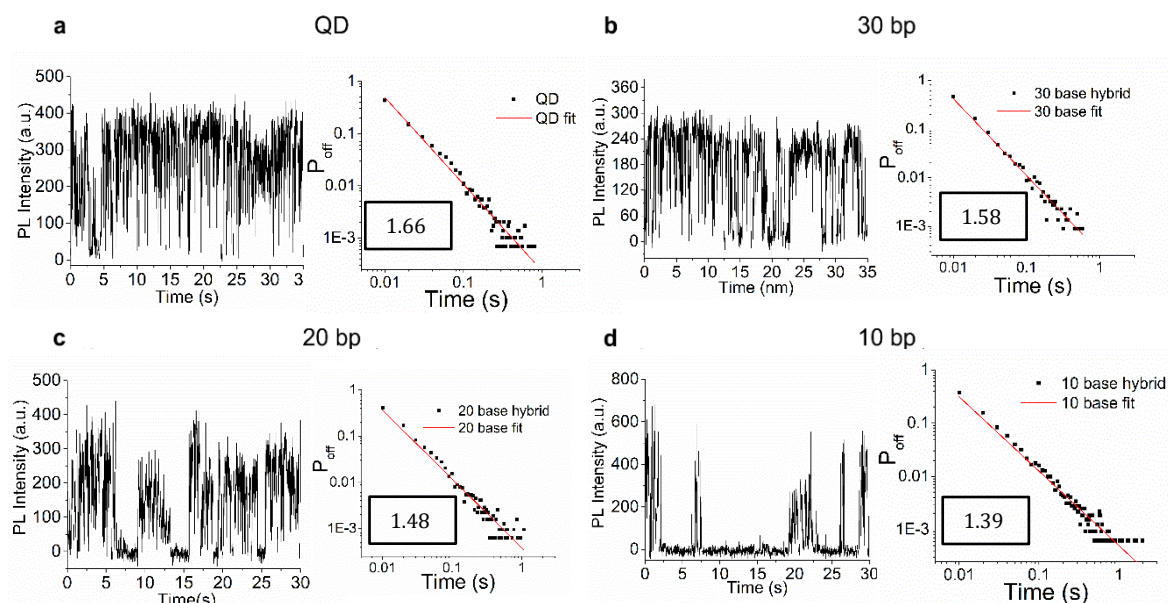 a QD
PL Intensity (a.u.)
500
400
300
200
100
0
0 5 10 15 20 25 30 3
Time (s)
P off
1
0.1
0.01
1E-3
QD
QD fit
1.66
0.01 0.1 1
Time (s)
b 30 bp
PL Intensity (a.u.)
360
300
240
180
120
60
0
0 5 10 15 20 25 30 35
Time (nm)
P off
1
0.1
0.01
1E-3
30 base hybrid
30 base fit
1.58
0.01 0.1 1
Time (s)
c 20 bp
PL Intensity (a.u.)
500
400
300
200
100
0
0 5 10 15 20 25 30
Time(s)
P off
1
0.1
0.01
1E-3
20 base hybrid
20 base fit
1.48
0.01 0.1 1
Time (s)
d 10 bp
PL Intensity (a.u.)
800
600
400
200
0
0 5 10 15 20 25 30
Time (s)
P off
1
0.1
0.01
1E-3
10 base hybrid
10 base fit
1.39
0.01 0.1 1
Time (s)